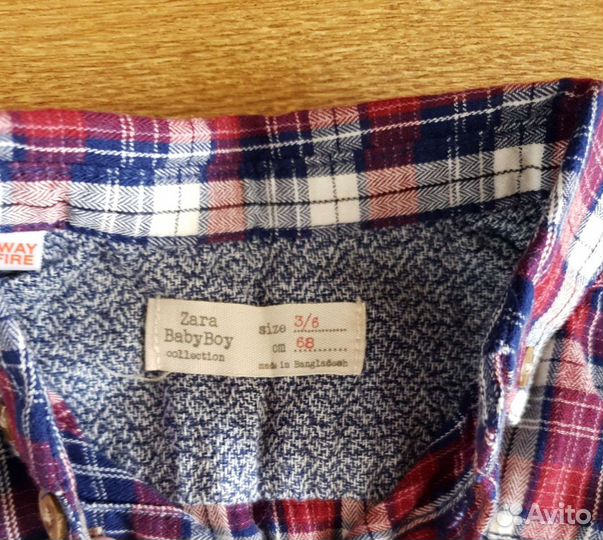 WAY
FIRE
Zara
BabyBoy
collection
size 3/6
cm 68
made in Bangladesh
Avito